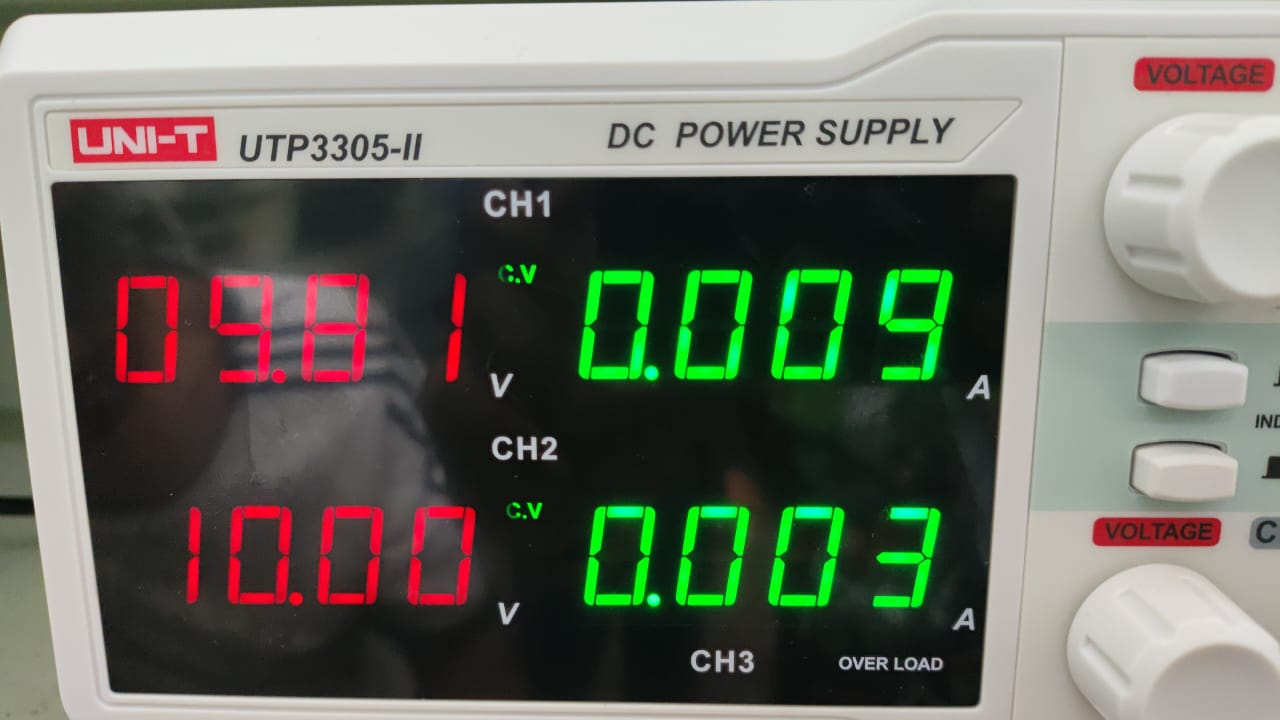 VOLTAGE
UNI-T UTP3305-II DC POWER SUPPLY
CH1
09.81 V C.V 0.009 A
CH2
10.00 V C.V 0.003 A
CH3 OVER LOAD
VOLTAGE